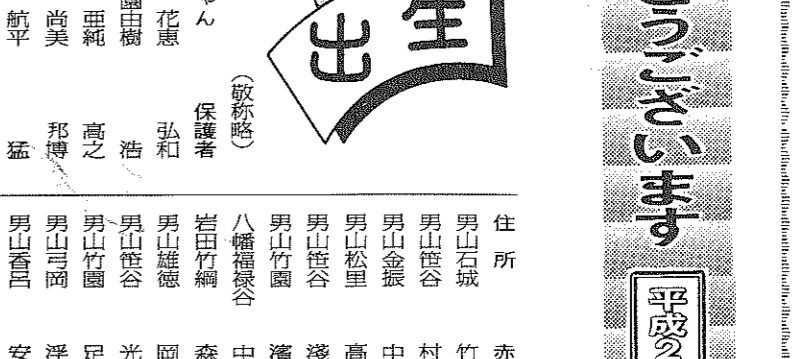 うございます
平成2
生
出
（敬称略）
ゃん 保護者
花恵 弘和
園由樹 浩
亜純 高之
尚美 邦博
航平 猛
住所 赤
男山石城 竹
男山笹谷 村
男山金振 中
男山松里 高
男山笹谷 淺
男山竹園 濱
八幡福禄谷 中
岩田竹綱 森
男山雄徳 岡
男山笹谷 光
男山竹園 足
男山弓岡
男山香呂 安